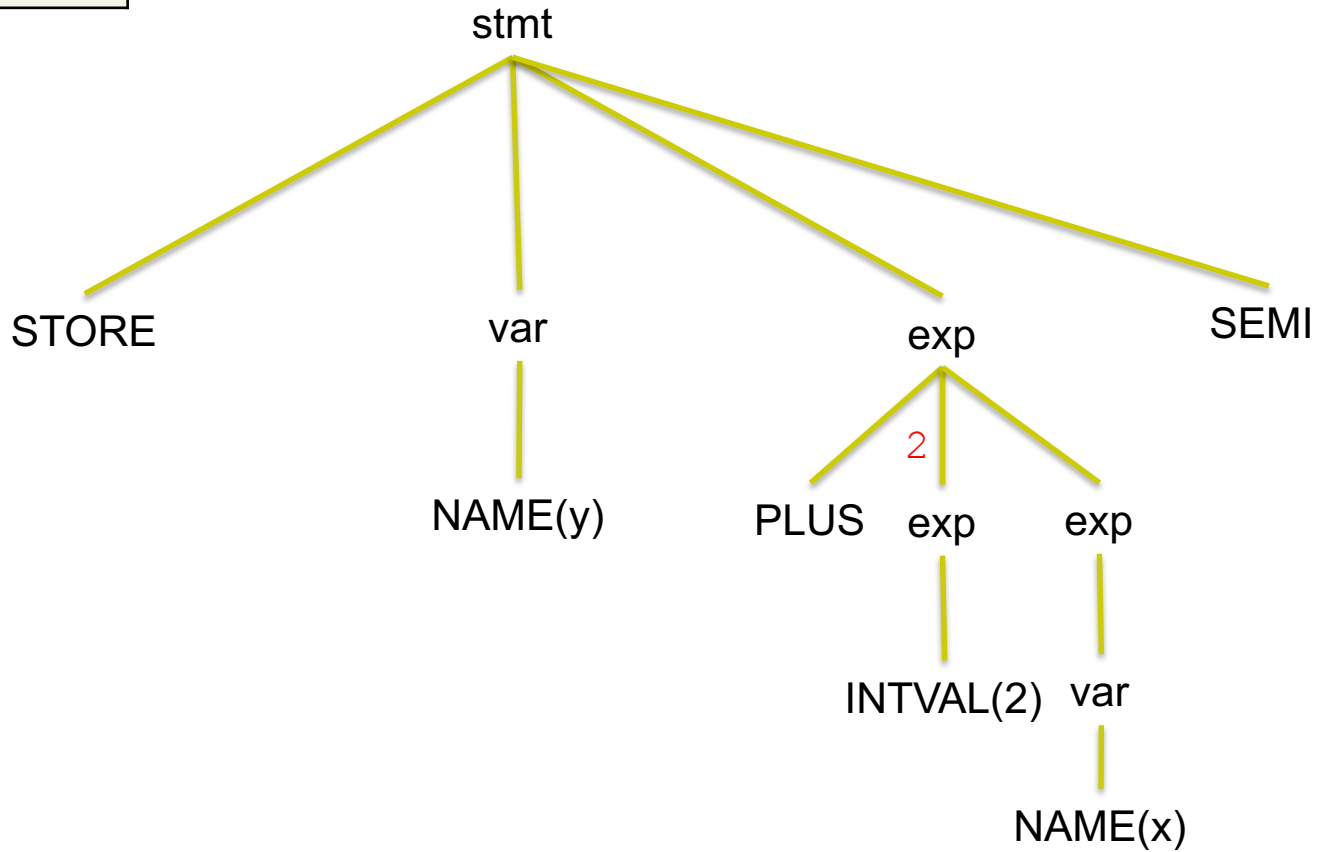 stmt
STORE
var
exp
SEMI
2
NAME(y)
PLUS
exp
exp
INTVAL(2)
var
NAME(x)